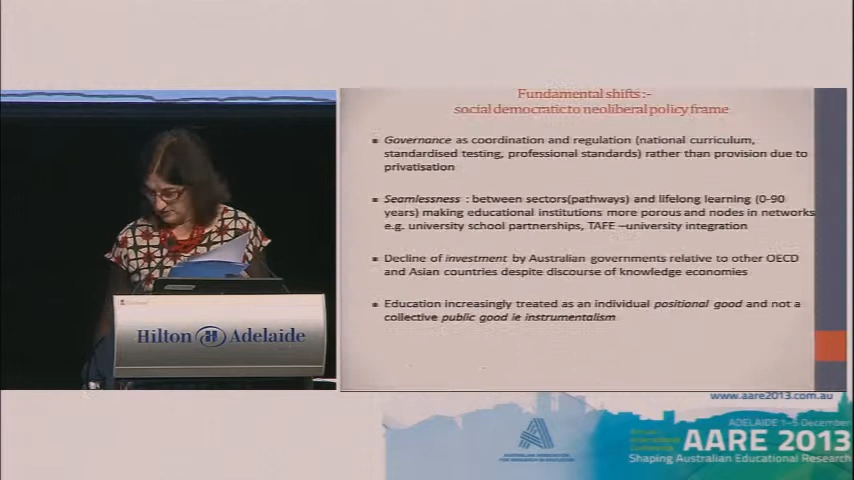 Fundamental shifts :-
social democratic to neoliberal policy frame
Governance as coordination and regulation (national curriculum,
standardised testing, professional standards) rather than provision due to
privatisation
Seamlessness : between sectors(pathways) and lifelong learning (0-90
years) making educational institutions more porous and nodes in networks
e.g. university school partnerships, TAFE –university integration
Decline of investment by Australian governments relative to other OECD
and Asian countries despite discourse of knowledge economies
Education increasingly treated as an individual positional good and not a
collective public good ie instrumentalism
Hilton Adelaide
www.aare2013.com.au
ADELAIDE 1-5 December
AARE 2013
Shaping Australian Educational Research